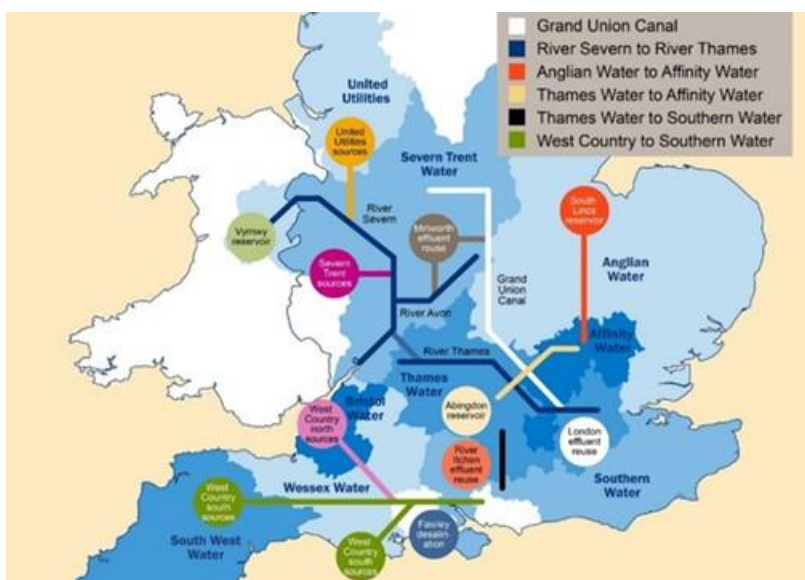 Grand Union Canal
River Severn to River Thames
Anglian Water to Affinity Water
Thames Water to Affinity Water
Thames Water to Southern Water
West Country to Southern Water
United
Utilities
United
Utilities
sources
Severn Trent
Water
River
Severn
Vyrnwy
reservoir
Minworth
effluent
reuse
South
Lincs
reservoir
Severn
Trent
sources
Grand
Union
Canal
Anglian
Water
River Avon
Affinity
Water
River Thames
Thames
Water
Bristol
Water
Abingdon
reservoir
West
Country
north
sources
London
effluent
reuse
River
Itchen
effluent
reuse
Wessex Water
Southern
Water
West
Country
south
sources
South West
Water
Fawley
desalin-
ation
West
Country
south
sources